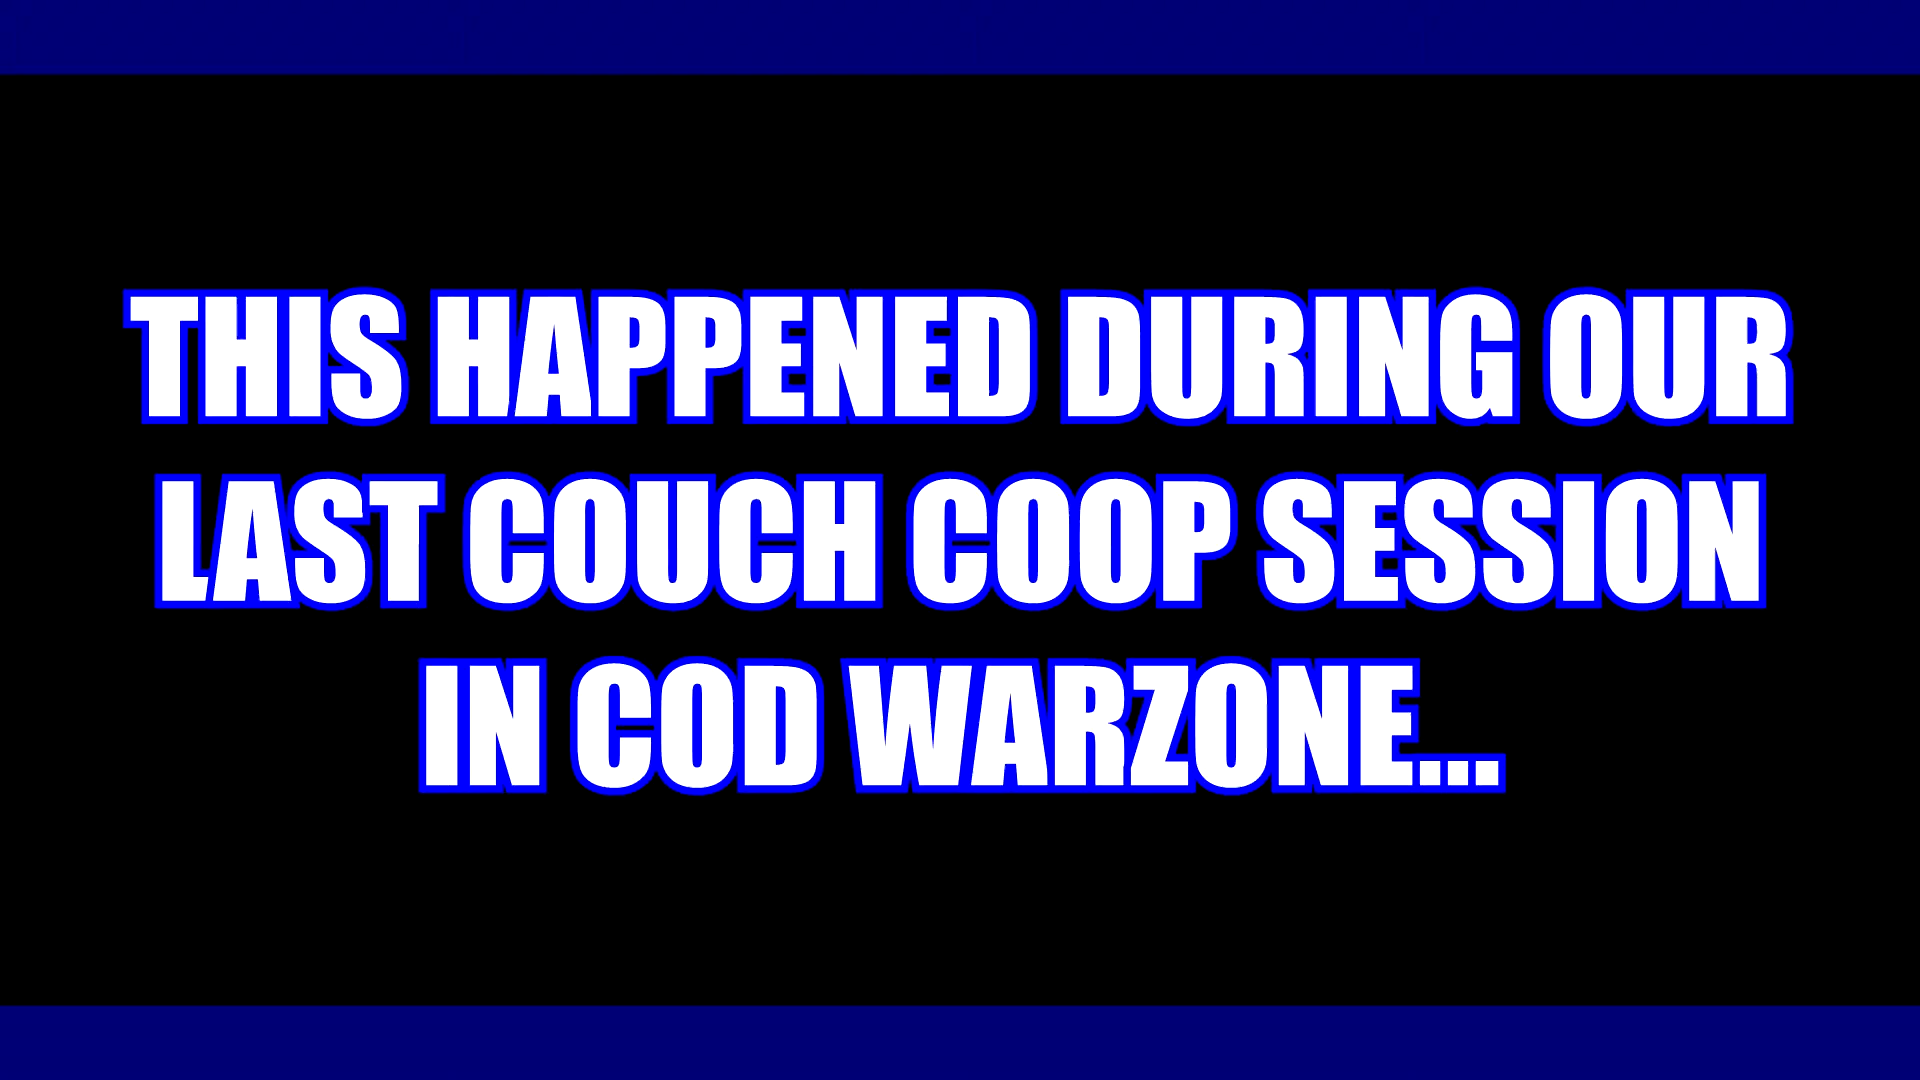 THIS HAPPENED DURING OUR
LAST COUCH COOP SESSION
IN COD WARZONE...